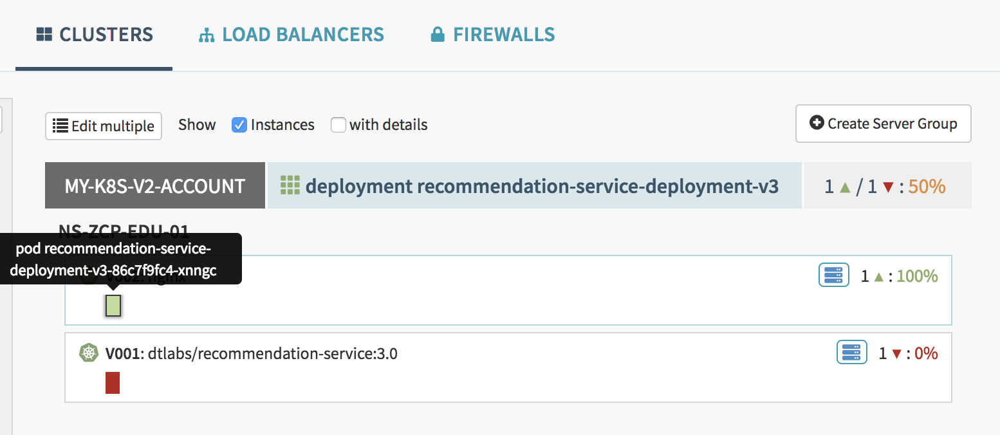 CLUSTERS LOAD BALANCERS FIREWALLS
Edit multiple Show Instances with details Create Server Group
MY-K8S-V2-ACCOUNT deployment recommendation-service-deployment-v3 1 ▲ / 1 ▼ : 50%
NS-ZCP-EDU-01
pod recommendation-service-
deployment-v3-86c7f9fc4-xnngc
V002: nginx 1 ▲ : 100%
V001: dtlabs/recommendation-service:3.0 1 ▼ : 0%